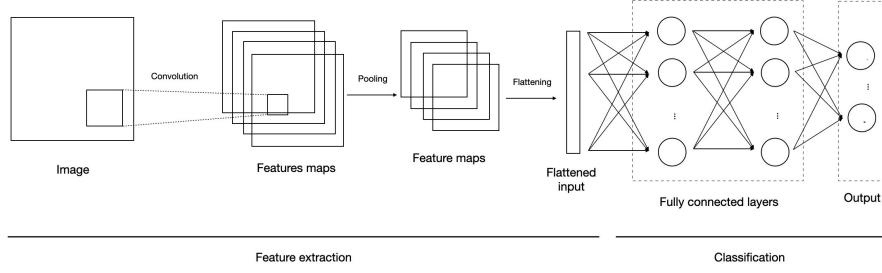 Convolution
Pooling
Flattening
Image
Features maps
Feature maps
Flattened
input
Fully connected layers
Output
Feature extraction
Classification